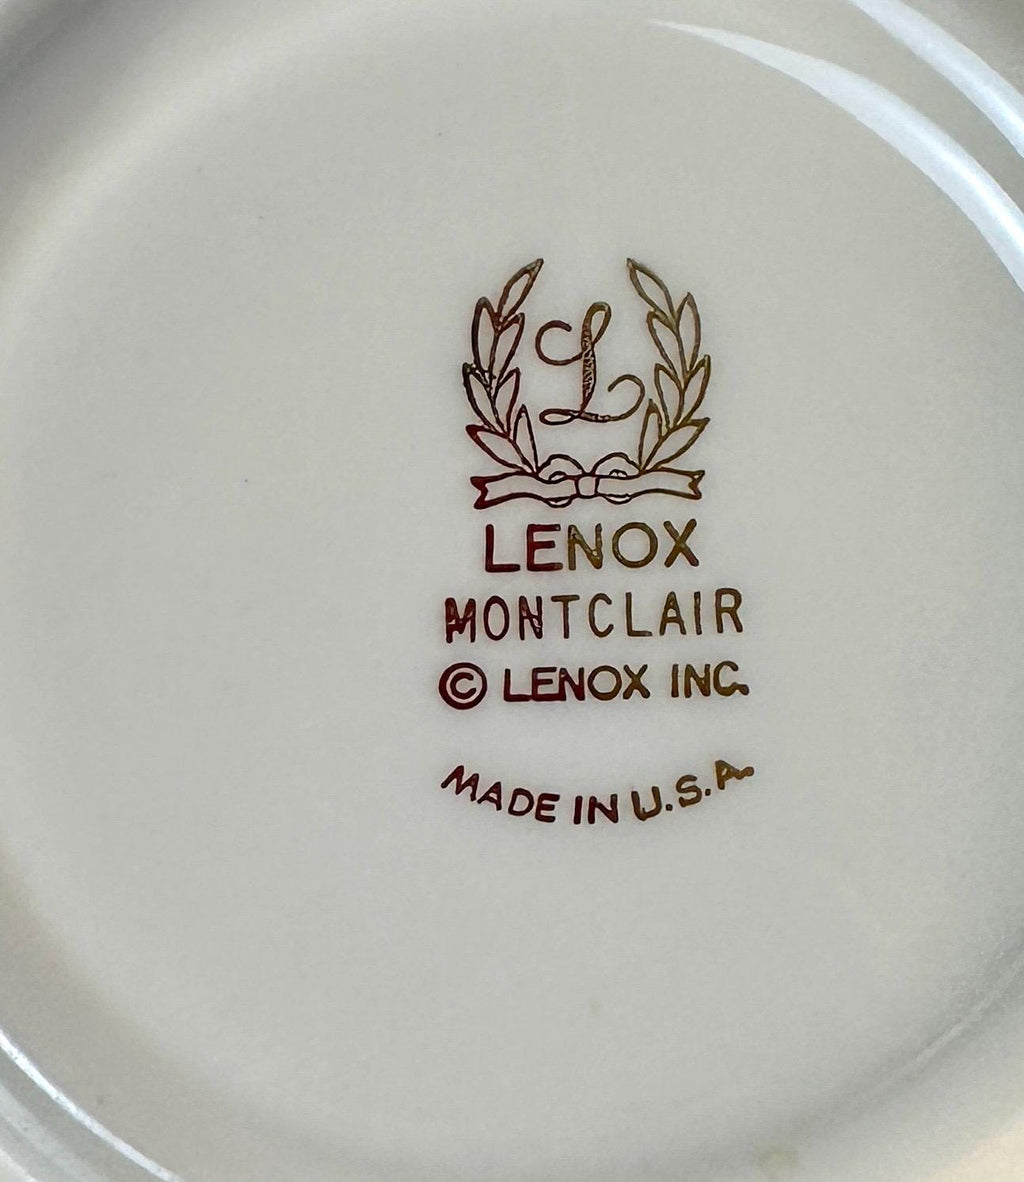 L
LENOX
MONTCLAIR
© LENOX INC.
MADE IN U.S.A.